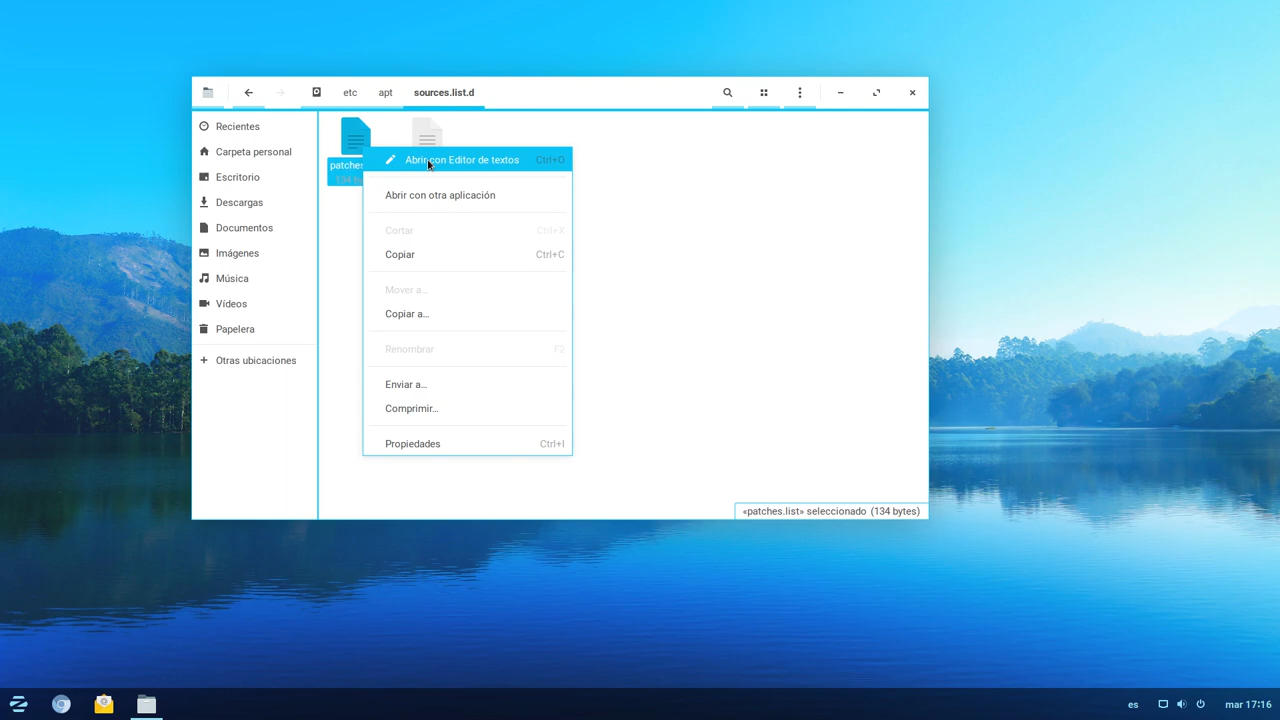 etc
apt
sources.list.d
Recientes
Carpeta personal
Escritorio
Descargas
Documentos
Imágenes
Música
Vídeos
Papelera
Otras ubicaciones
patches
134 b
Abrir con Editor de textos Ctrl+O
Abrir con otra aplicación
Cortar Ctrl+X
Copiar Ctrl+C
Mover a…
Copiar a…
Renombrar F2
Enviar a…
Comprimir…
Propiedades Ctrl+I
«patches.list» seleccionado (134 bytes)
es
mar 17:16